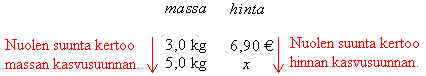 massa hinta
Nuolen suunta kertoo 3,0 kg 6,90 € Nuolen suunta kertoo
massan kasvusuunnan. 5,0 kg x hinnan kasvusuunnan.